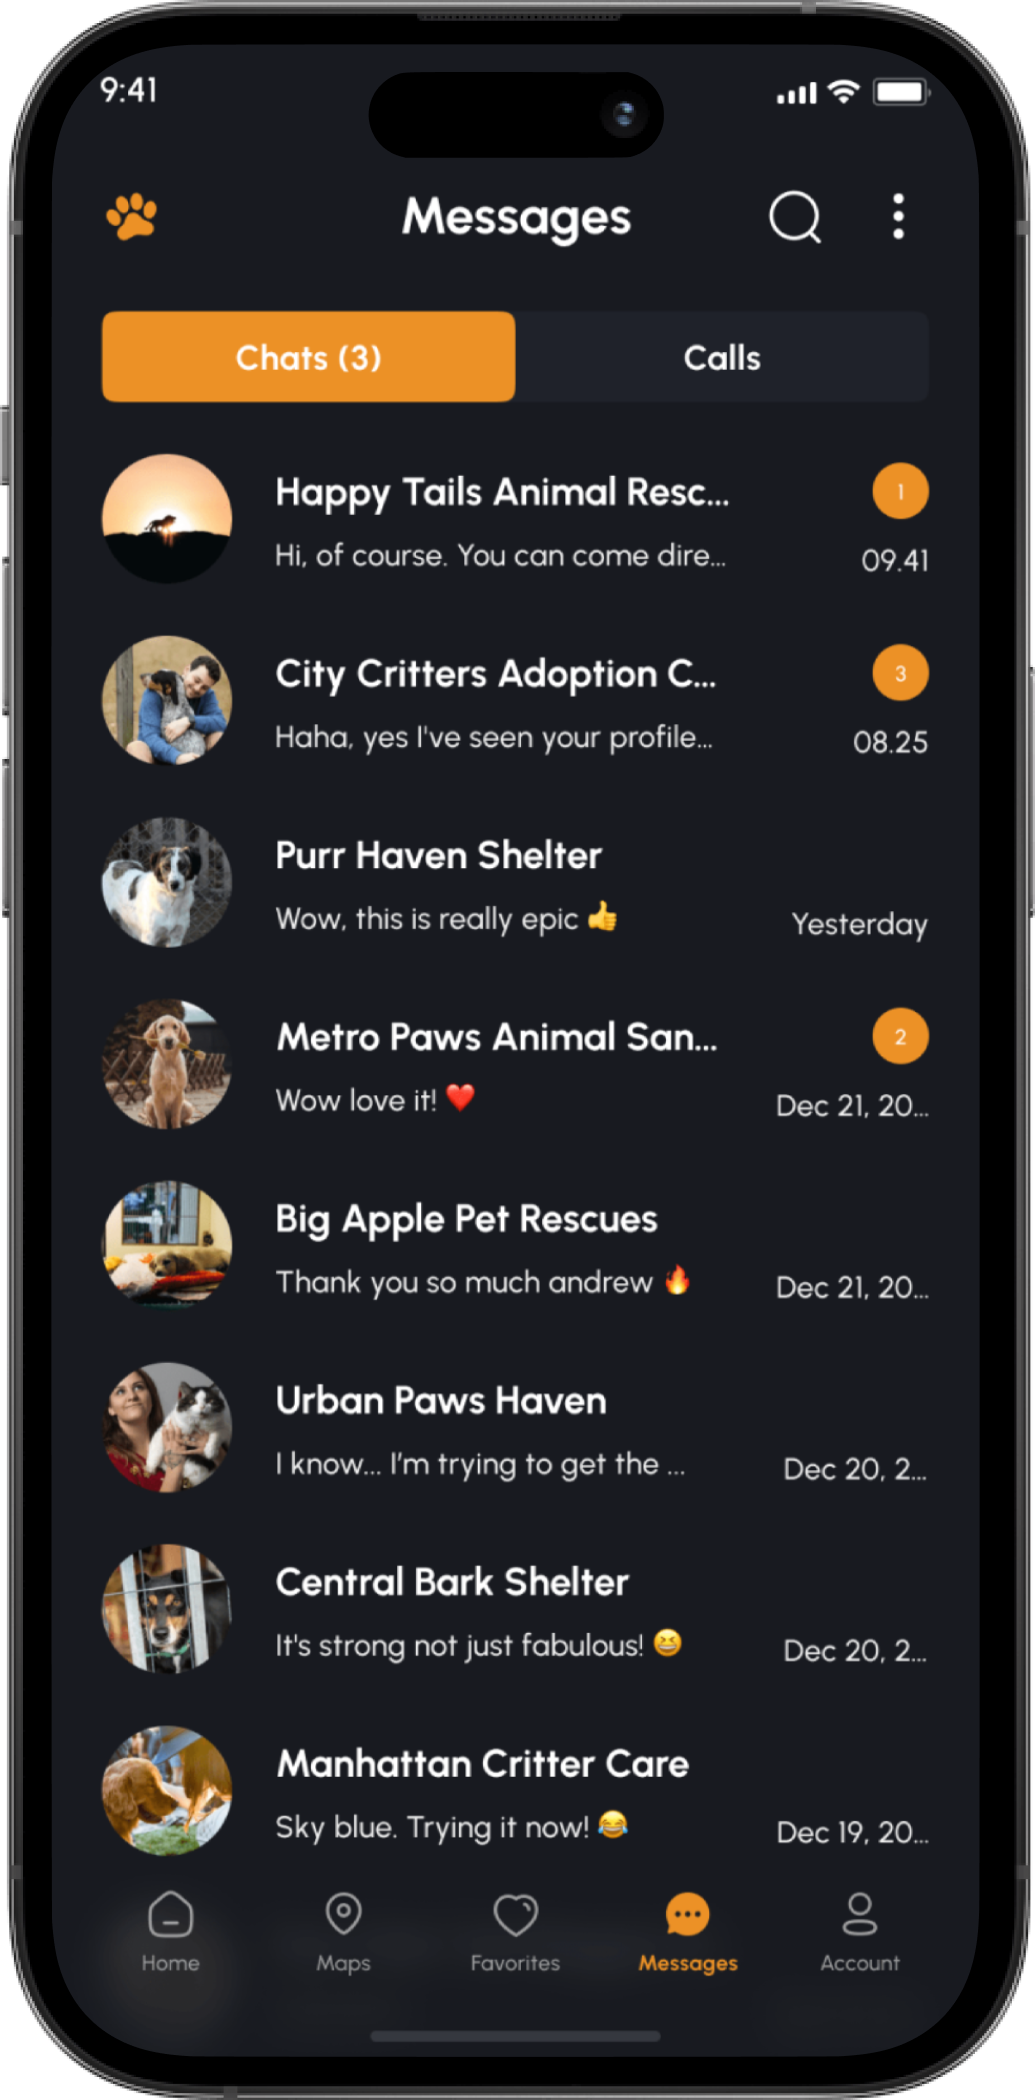 9:41
Messages
Chats (3)
Calls
Happy Tails Animal Resc...
1
Hi, of course. You can come dire...
09.41
City Critters Adoption C...
3
Haha, yes I've seen your profile...
08.25
Purr Haven Shelter
Wow, this is really epic 👍
Yesterday
Metro Paws Animal San...
2
Wow love it! ❤️
Dec 21, 20...
Big Apple Pet Rescues
Thank you so much andrew 🔥
Dec 21, 20...
Urban Paws Haven
I know... I'm trying to get the ...
Dec 20, 2...
Central Bark Shelter
It's strong not just fabulous! 😆
Dec 20, 2...
Manhattan Critter Care
Sky blue. Trying it now! 😂
Dec 19, 20...
Home
Maps
Favorites
Messages
Account